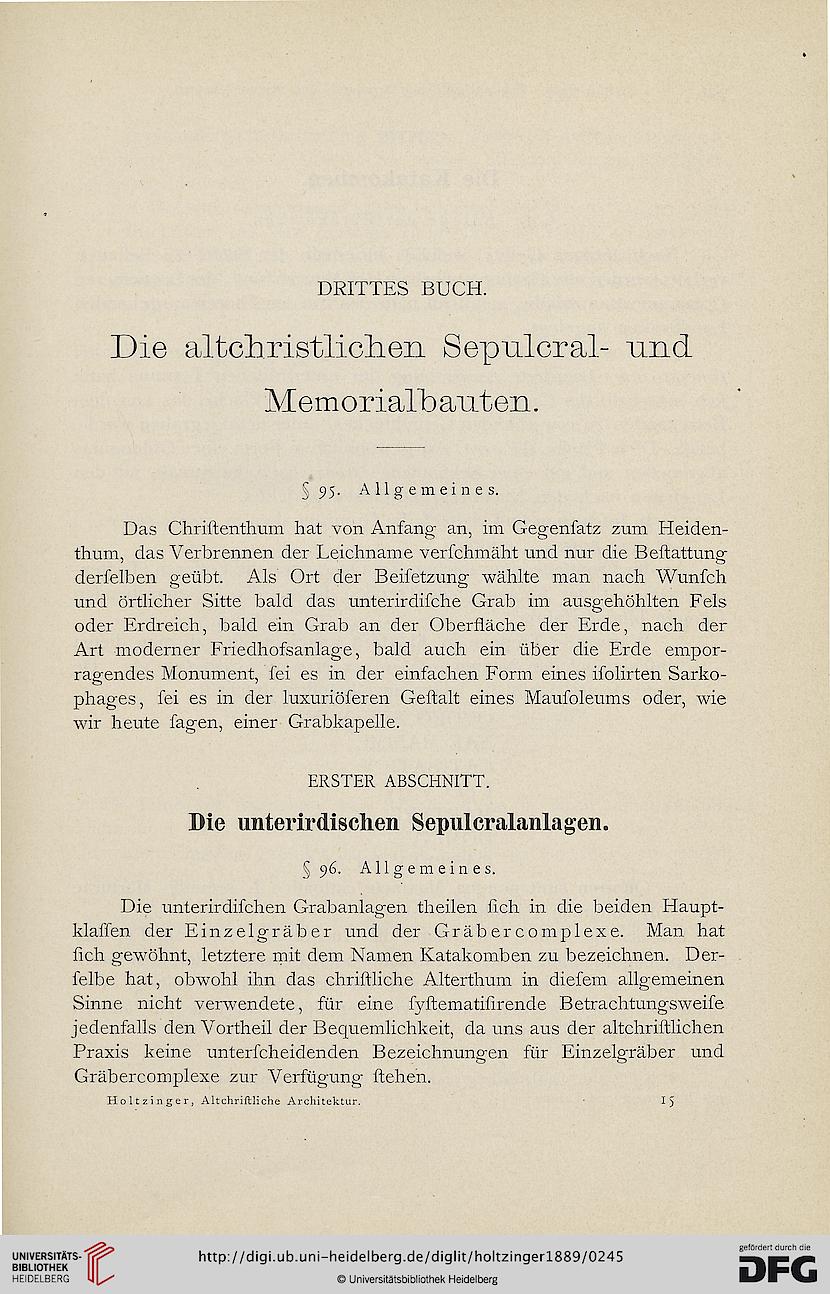 DRITTES BUCH.
Die altchristlichen Sepulcral- und
Memorialbauten.
§ 95. Allgemeines.
Das Chriſtenthum hat von Anfang an, im Gegenſatz zum Heiden-
thum, das Verbrennen der Leichname verſchmäht und nur die Beſtattung
derſelben geübt. Als Ort der Beiſetzung wählte man nach Wunſch
und örtlicher Sitte bald das unterirdiſche Grab im ausgehöhlten Fels
oder Erdreich, bald ein Grab an der Oberfläche der Erde, nach der
Art moderner Friedhofsanlage, bald auch ein über die Erde empor-
ragendes Monument, ſei es in der einfachen Form eines iſolirten Sarko-
phages, ſei es in der luxuriöſeren Geſtalt eines Mauſoleums oder, wie
wir heute ſagen, einer Grabkapelle.
ERSTER ABSCHNITT.
Die unterirdischen Sepulcralanlagen.
§ 96. Allgemeines.
Die unterirdiſchen Grabanlagen theilen ſich in die beiden Haupt-
klaſſen der Einzelgräber und der Gräbercomplexe. Man hat
ſich gewöhnt, letztere mit dem Namen Katakomben zu bezeichnen. Der-
ſelbe hat, obwohl ihn das chriſtliche Alterthum in dieſem allgemeinen
Sinne nicht verwendete, für eine ſyſtematiſirende Betrachtungsweiſe
jedenfalls den Vortheil der Bequemlichkeit, da uns aus der altchriſtlichen
Praxis keine unterſcheidenden Bezeichnungen für Einzelgräber und
Gräbercomplexe zur Verfügung ſtehen.
Holtzinger, Altchriſtliche Architektur. 15
UNIVERSITÄTS-
BIBLIOTHEK
HEIDELBERG
http://digi.ub.uni-heidelberg.de/diglit/holtzinger1889/0245
© Universitätsbibliothek Heidelberg
gefördert durch die
DFG